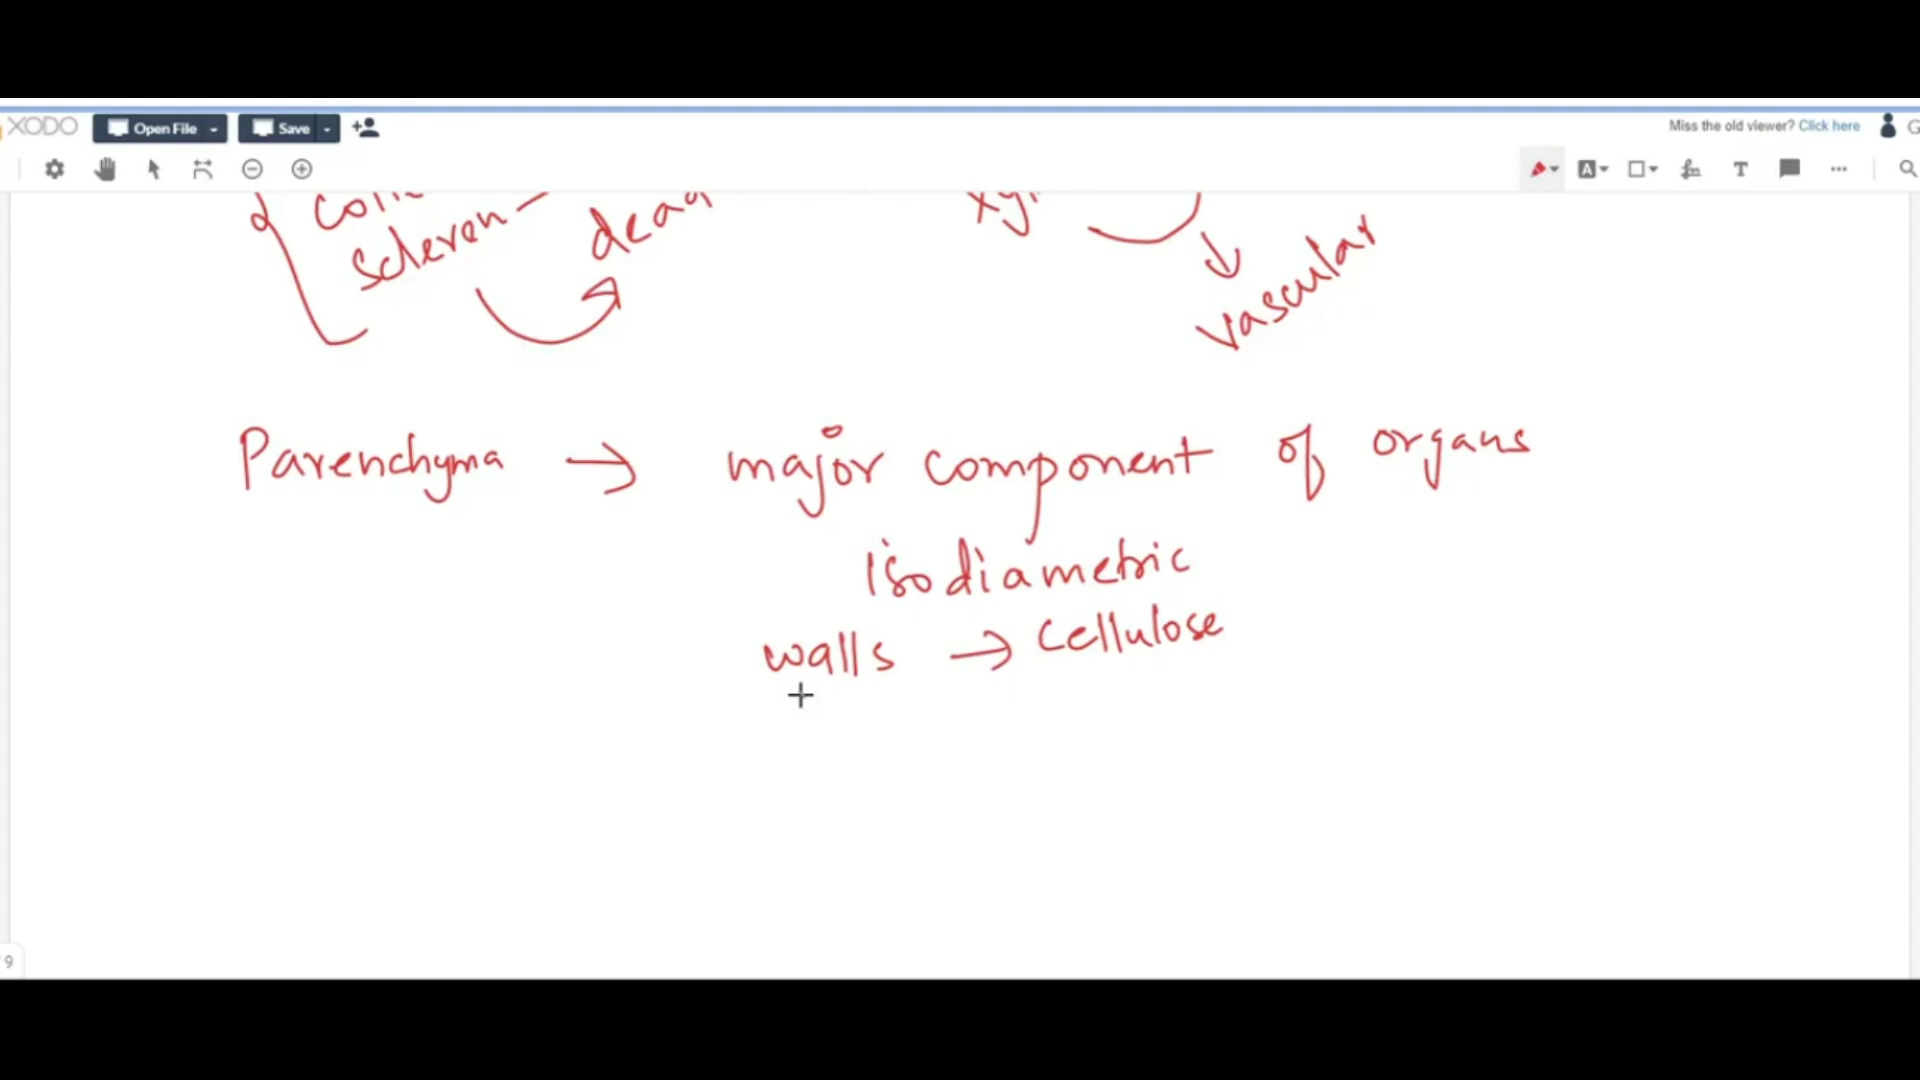 XODO Open File Save
Miss the old viewer? Click here
scleren
dead
vascular
Parenchyma → major component of organs
isodiametric
walls → cellulose
9